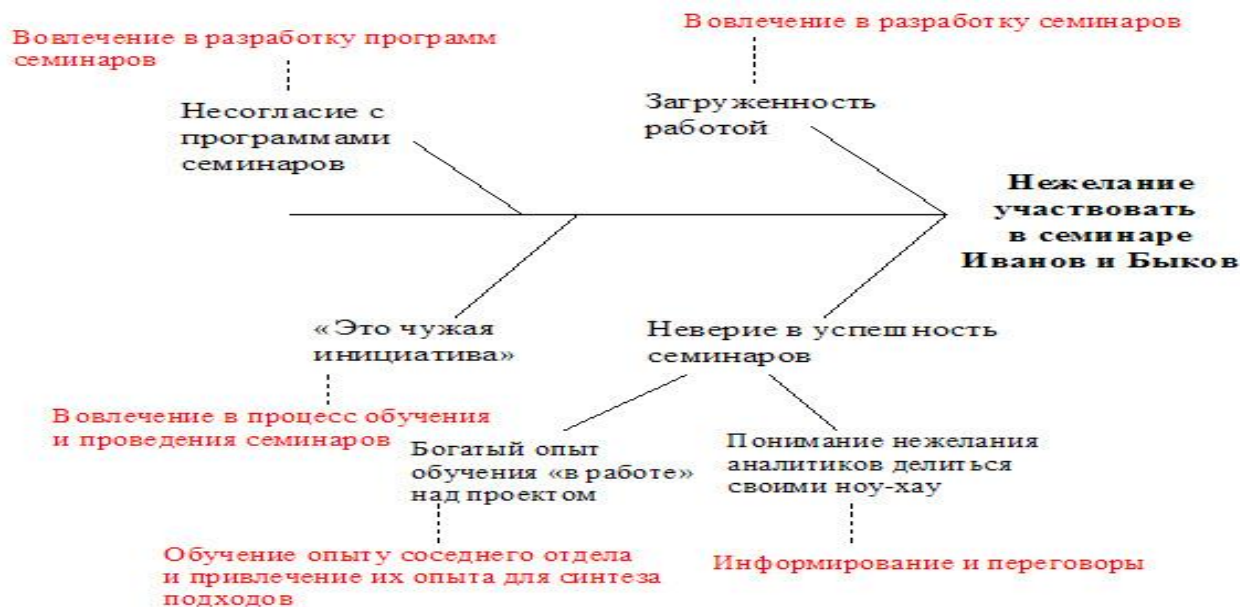 Вовлечение в разработку программ
семинаров
Вовлечение в разработку семинаров
Несогласие с
программами
семинаров
Загруженность
работой
Нежелание
участвовать
в семинаре
Иванов и Быков
«Это чужая
инициатива»
Неверие в успешность
семинаров
Вовлечение в процесс обучения
и проведения семинаров
Богатый опыт
обучения «в работе»
над проектом
Понимание нежелания
аналитиков делиться
своими ноу-хау
Обучение опыту соседнего отдела
и привлечение их опыта для синтеза
подходов
Информирование и переговоры